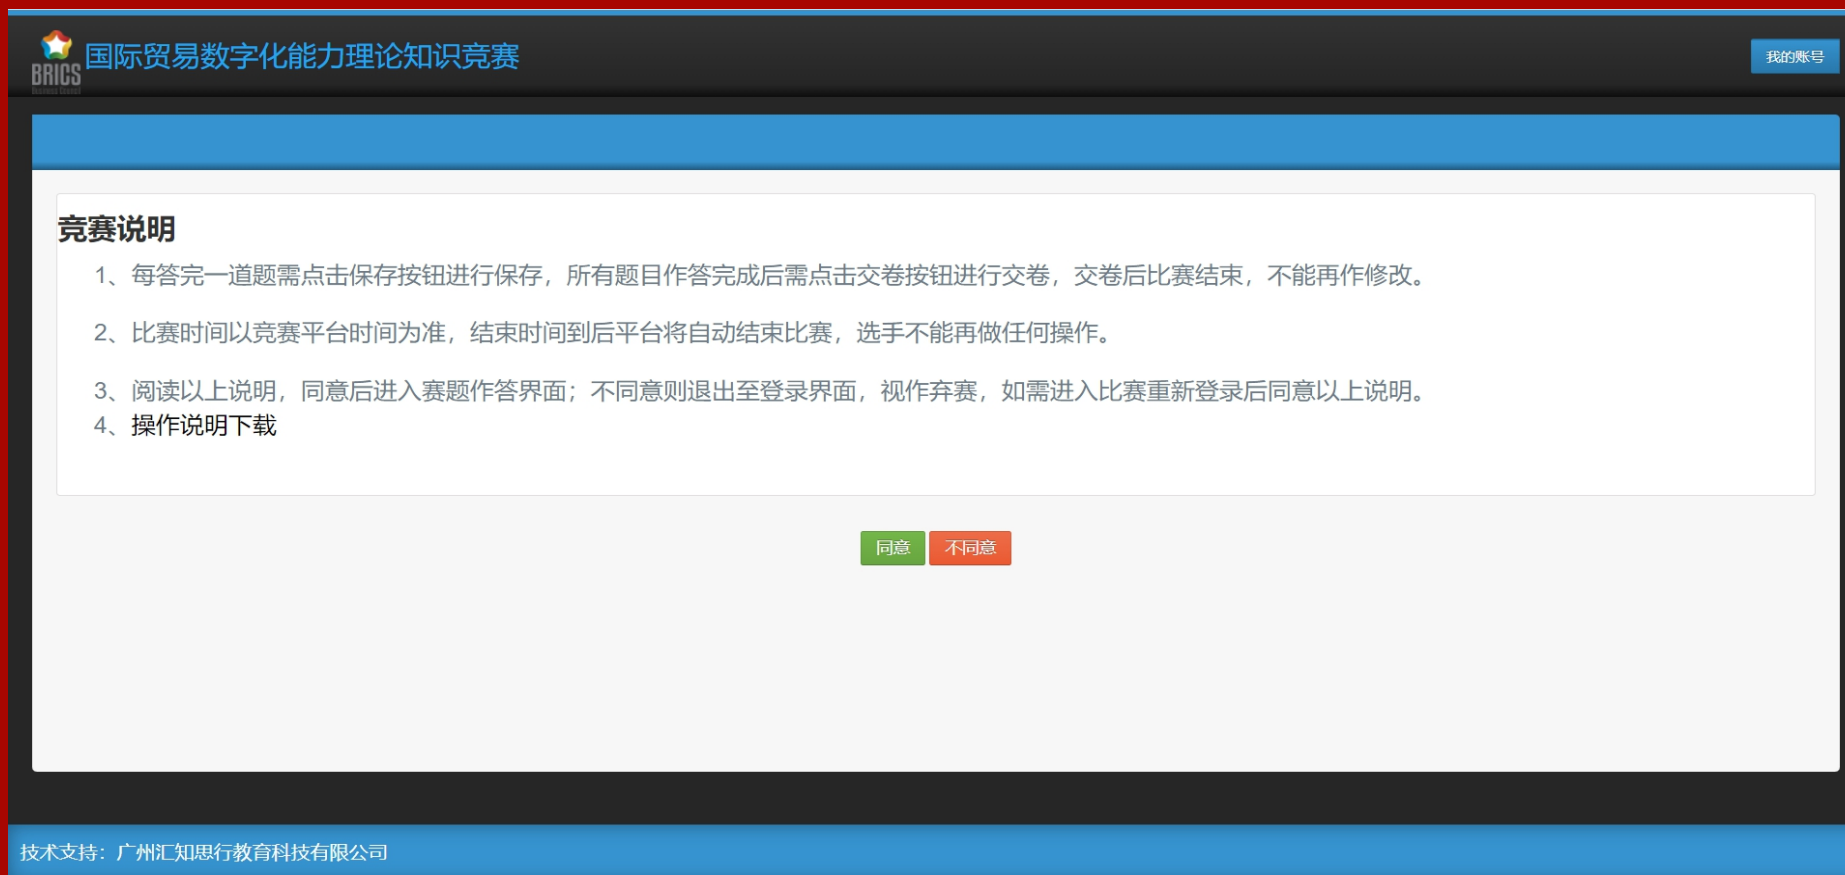 BRICS
国际贸易数字化能力理论知识竞赛
我的账号
竞赛说明
1、每答完一道题需点击保存按钮进行保存，所有题目作答完成后需点击交卷按钮进行交卷，交卷后比赛结束，不能再作修改。
2、比赛时间以竞赛平台时间为准，结束时间到后平台将自动结束比赛，选手不能再做任何操作。
3、阅读以上说明，同意后进入赛题作答界面；不同意则退出至登录界面，视作弃赛，如需进入比赛重新登录后同意以上说明。
4、操作说明下载
同意 不同意
技术支持：广州汇知思行教育科技有限公司